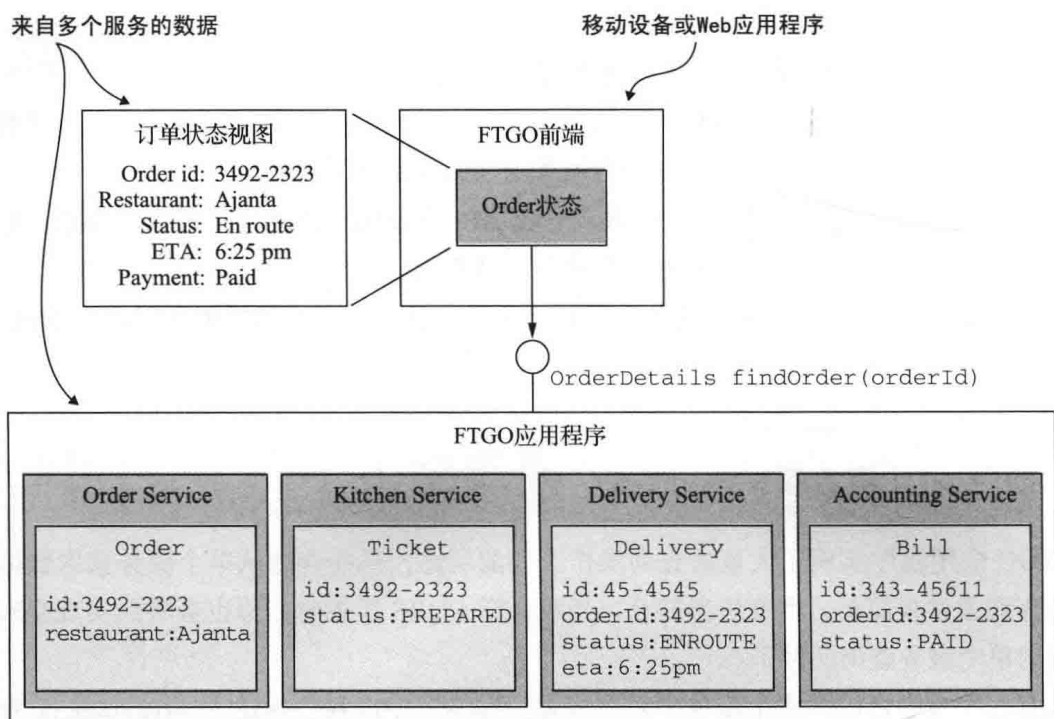 来自多个服务的数据
移动设备或Web应用程序
订单状态视图
Order id: 3492-2323
Restaurant: Ajanta
Status: En route
ETA: 6:25 pm
Payment: Paid
FTGO前端
Order状态
OrderDetails findOrder(orderId)
FTGO应用程序
Order Service
Order
id:3492-2323
restaurant:Ajanta
Kitchen Service
Ticket
id:3492-2323
status:PREPARED
Delivery Service
Delivery
id:45-4545
orderId:3492-2323
status:ENROUTE
eta:6:25pm
Accounting Service
Bill
id:343-45611
orderId:3492-2323
status:PAID